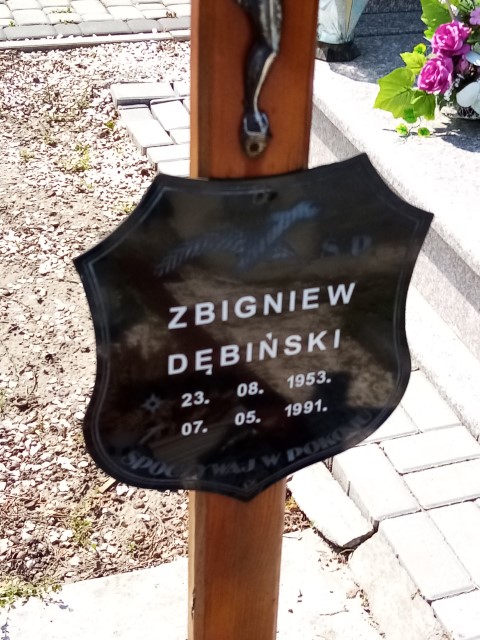 Ś.P.
ZBIGNIEW
DĘBIŃSKI
23. 08. 1953.
07. 05. 1991.
SPOCZYWAJ W POKOJU